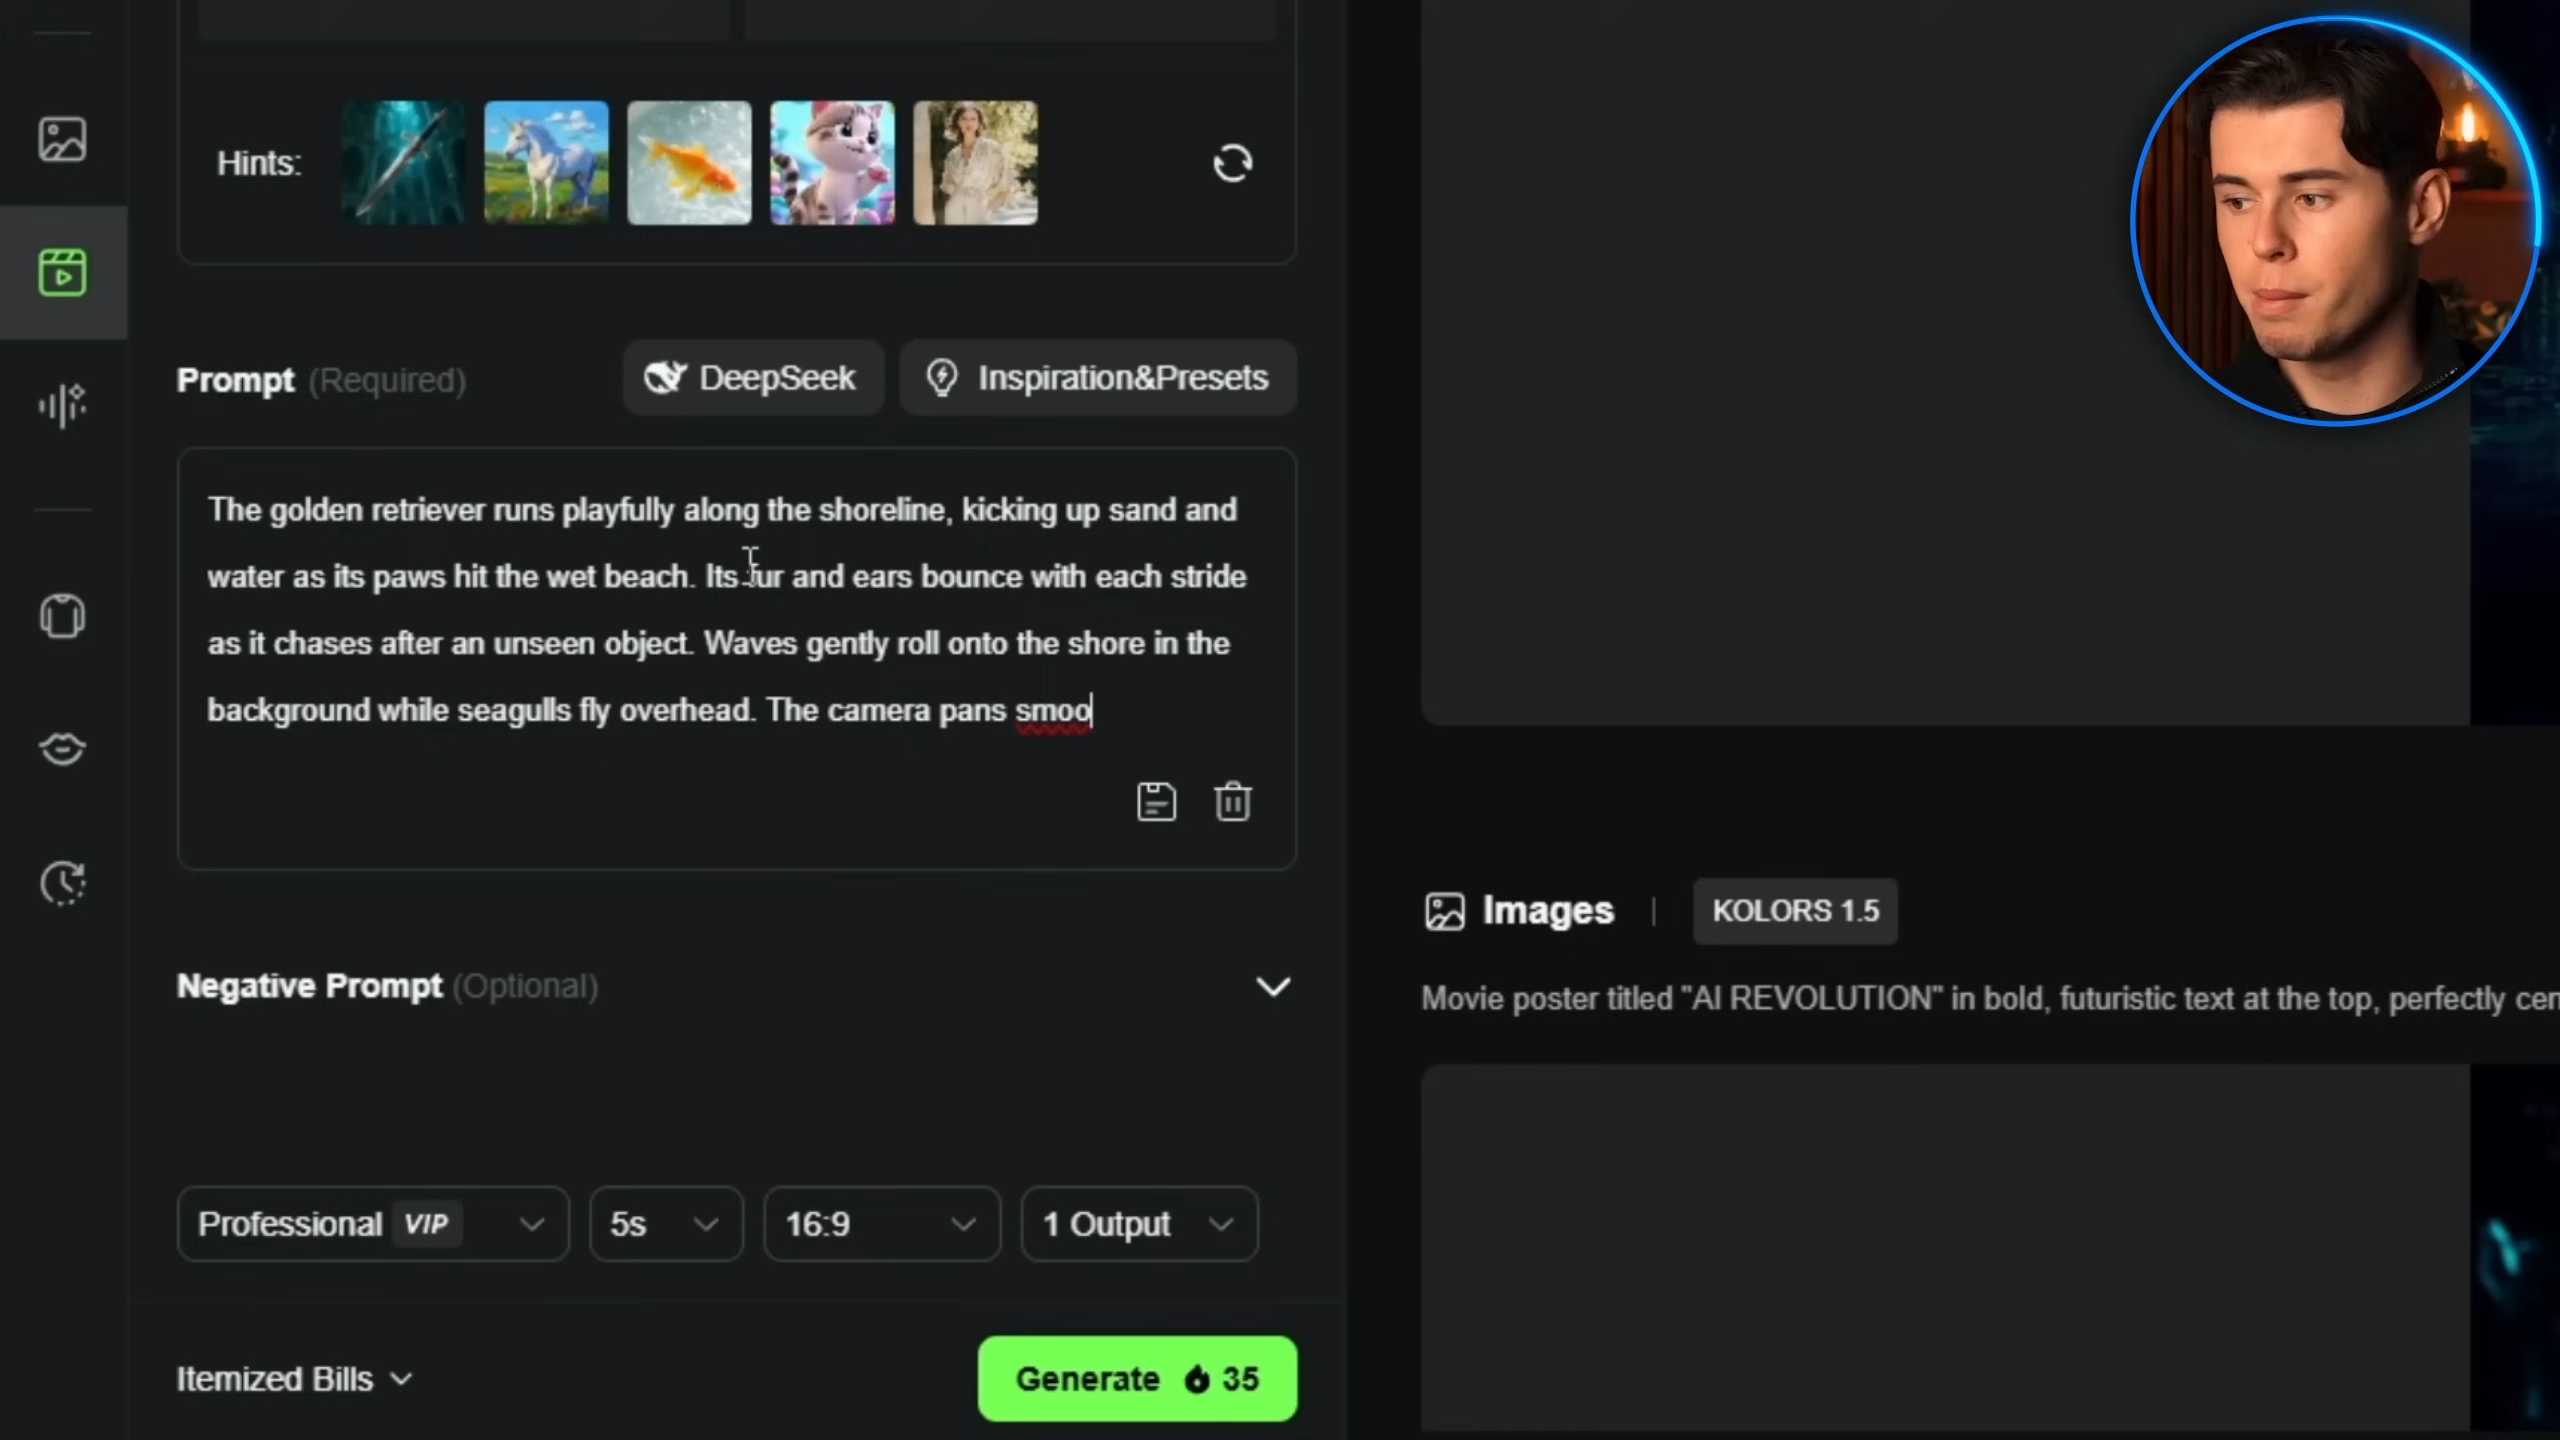 Hints:
Prompt (Required)
DeepSeek
Inspiration&Presets
The golden retriever runs playfully along the shoreline, kicking up sand and
water as its paws hit the wet beach. Its fur and ears bounce with each stride
as it chases after an unseen object. Waves gently roll onto the shore in the
background while seagulls fly overhead. The camera pans smoo
Negative Prompt (Optional)
Professional VIP
5s
16:9
1 Output
Itemized Bills
Generate 35
Images | KOLORS 1.5
Movie poster titled "AI REVOLUTION" in bold, futuristic text at the top, perfectly cen